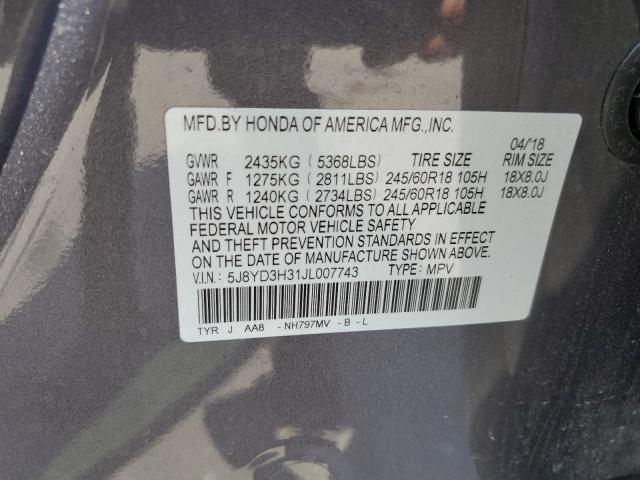 MFD.BY HONDA OF AMERICA MFG.,INC.
04/'18
GVWR 2435KG ( 5368LBS) TIRE SIZE RIM SIZE
GAWR F 1275KG ( 2811LBS) 245/60R18 105H 18X8.0J
GAWR R 1240KG ( 2734LBS) 245/60R18 105H 18X8.0J
THIS VEHICLE CONFORMS TO ALL APPLICABLE
FEDERAL MOTOR VEHICLE SAFETY
AND THEFT PREVENTION STANDARDS IN EFFECT
ON THE DATE OF MANUFACTURE SHOWN ABOVE.
V.I.N.: 5J8YD3H31JL007743 TYPE: MPV
TYR J AA8 -NH797MV -B -L